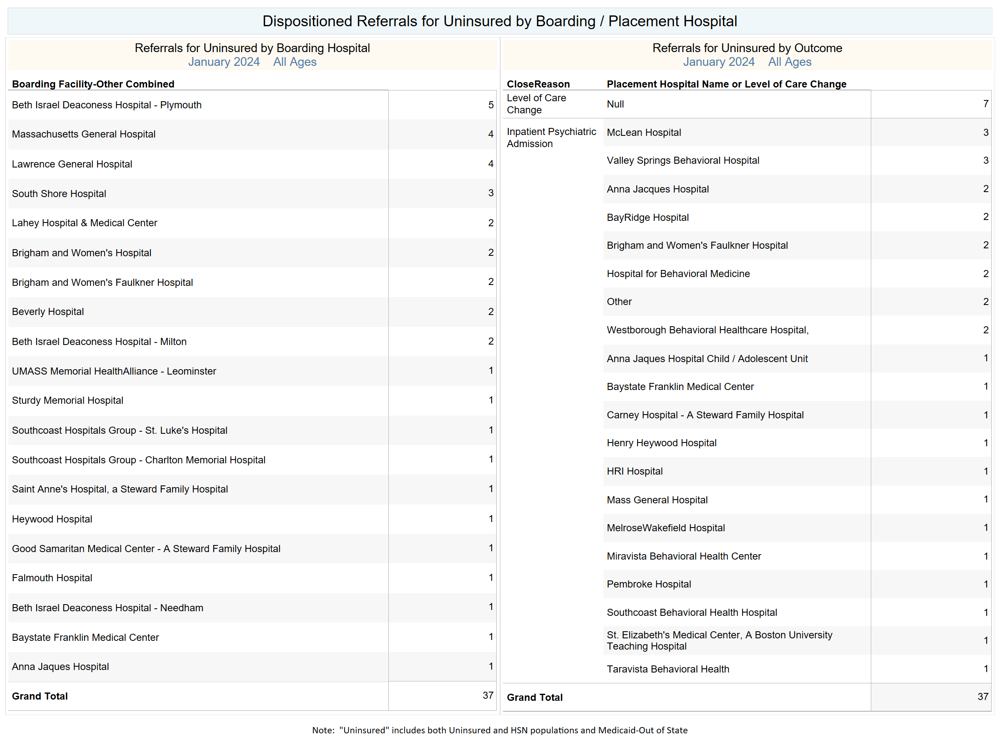 Dispositioned Referrals for Uninsured by Boarding / Placement Hospital
Referrals for Uninsured by Boarding Hospital
January 2024 All Ages
Boarding Facility-Other Combined
Beth Israel Deaconess Hospital - Plymouth 5
Massachusetts General Hospital 4
Lawrence General Hospital 4
South Shore Hospital 3
Lahey Hospital & Medical Center 2
Brigham and Women's Hospital 2
Brigham and Women's Faulkner Hospital 2
Beverly Hospital 2
Beth Israel Deaconess Hospital - Milton 2
UMASS Memorial HealthAlliance - Leominster 1
Sturdy Memorial Hospital 1
Southcoast Hospitals Group - St. Luke's Hospital 1
Southcoast Hospitals Group - Charlton Memorial Hospital 1
Saint Anne's Hospital, a Steward Family Hospital 1
Heywood Hospital 1
Good Samaritan Medical Center - A Steward Family Hospital 1
Falmouth Hospital 1
Beth Israel Deaconess Hospital - Needham 1
Baystate Franklin Medical Center 1
Anna Jaques Hospital 1
Grand Total 37
Referrals for Uninsured by Outcome
January 2024 All Ages
CloseReason Placement Hospital Name or Level of Care Change
Level of Care
Change
Null 7
Inpatient Psychiatric
Admission
McLean Hospital 3
Valley Springs Behavioral Hospital 3
Anna Jacques Hospital 2
BayRidge Hospital 2
Brigham and Women's Faulkner Hospital 2
Hospital for Behavioral Medicine 2
Other 2
Westborough Behavioral Healthcare Hospital, 2
Anna Jaques Hospital Child / Adolescent Unit 1
Baystate Franklin Medical Center 1
Carney Hospital - A Steward Family Hospital 1
Henry Heywood Hospital 1
HRI Hospital 1
Mass General Hospital 1
MelroseWakefield Hospital 1
Miravista Behavioral Health Center 1
Pembroke Hospital 1
Southcoast Behavioral Health Hospital 1
St. Elizabeth's Medical Center, A Boston University
Teaching Hospital 1
Taravista Behavioral Health 1
Grand Total 37
Note: "Uninsured" includes both Uninsured and HSN populations and Medicaid-Out of State